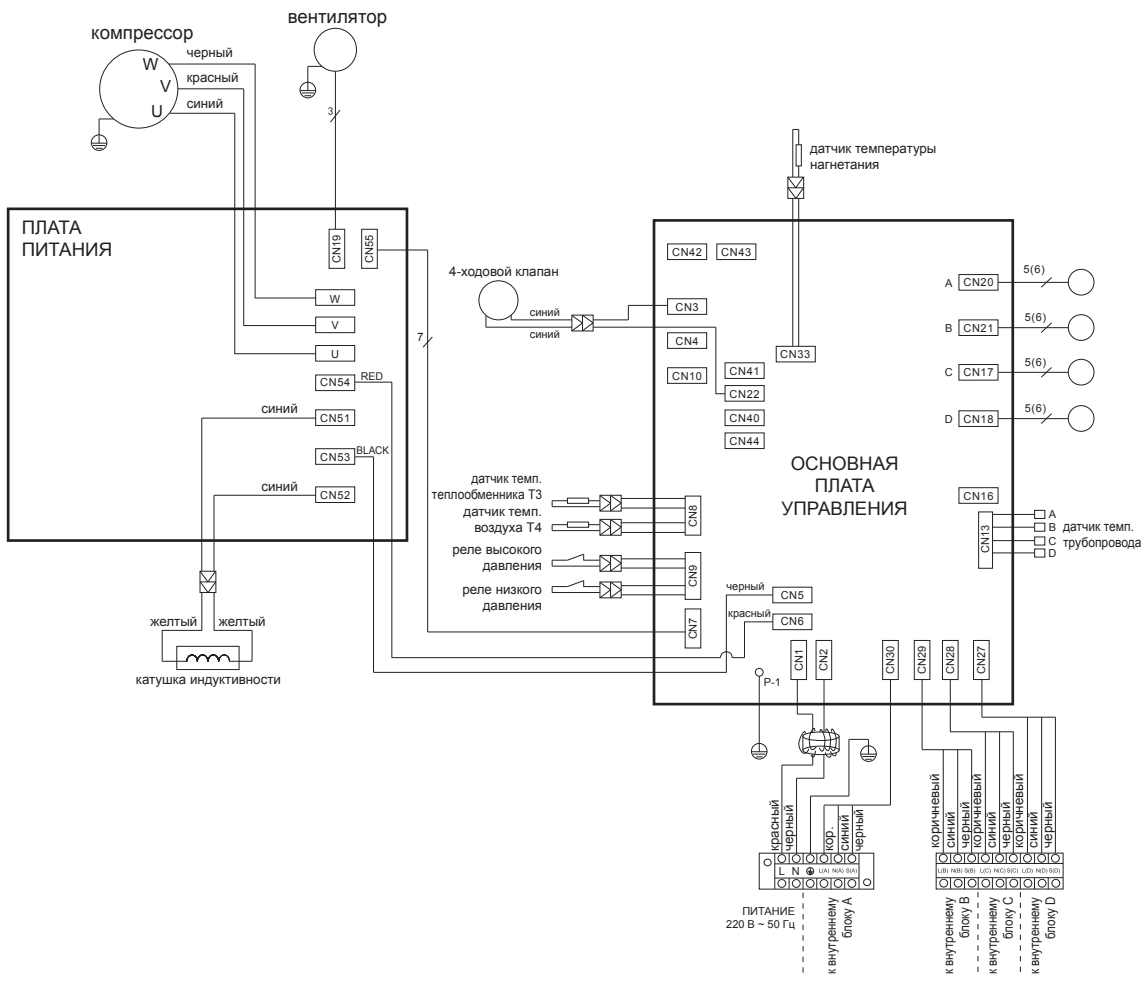 вентилятор
компрессор
W
V
U
черный
красный
синий
3
датчик температуры
нагнетания
ПЛАТА
ПИТАНИЯ
CN19
CN55
W
V
U
CN54
RED
синий
CN51
CN53
BLACK
синий
CN52
7
желтый
желтый
катушка индуктивности
4-ходовой клапан
синий
синий
CN42
CN43
CN3
CN4
CN10
CN41
CN22
CN40
CN44
CN33
A
CN20
5(6)
B
CN21
5(6)
C
CN17
5(6)
D
CN18
5(6)
ОСНОВНАЯ
ПЛАТА
УПРАВЛЕНИЯ
CN16
CN13
A
B
C
D
датчик темп.
трубопровода
датчик темп.
теплообменника Т3
датчик темп.
воздуха Т4
CN8
реле высокого
давления
реле низкого
давления
CN9
CN7
черный
CN5
красный
CN6
P-1
CN1
CN2
CN30
CN29
CN28
CN27
красный
черный
кор.
синий
черный
L N L(A) N(A) S(A)
ПИТАНИЕ
220 В ~ 50 Гц
к внутреннему
блоку А
коричневый
синий
черный
коричневый
синий
черный
коричневый
синий
черный
L(B) N(B) S(B) L(C) N(C) S(C) L(D) N(D) S(D)
к внутреннему
блоку B
к внутреннему
блоку C
к внутреннему
блоку D